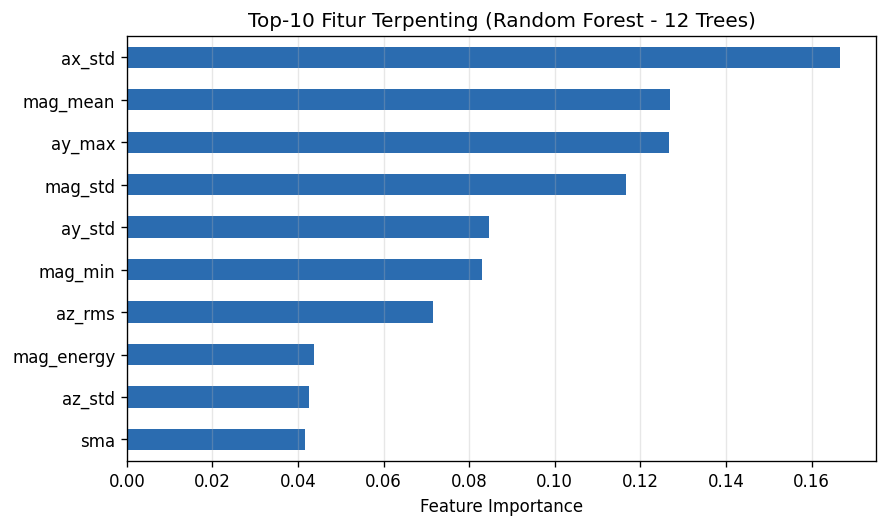 Top-10 Fitur Terpenting (Random Forest - 12 Trees)
ax_std
mag_mean
ay_max
mag_std
ay_std
mag_min
az_rms
mag_energy
az_std
sma
0.00 0.02 0.04 0.06 0.08 0.10 0.12 0.14 0.16
Feature Importance